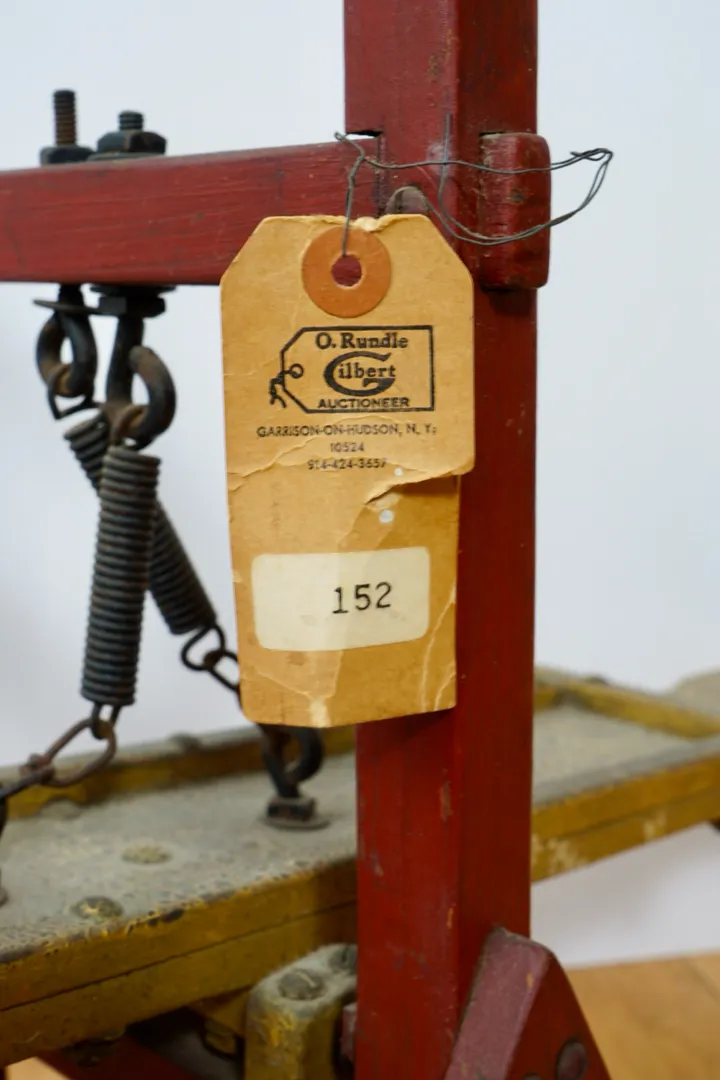 O. Rundle
Gilbert
AUCTIONEER
GARRISON-ON-HUDSON, N. Y.
10524
914-424-3657
152